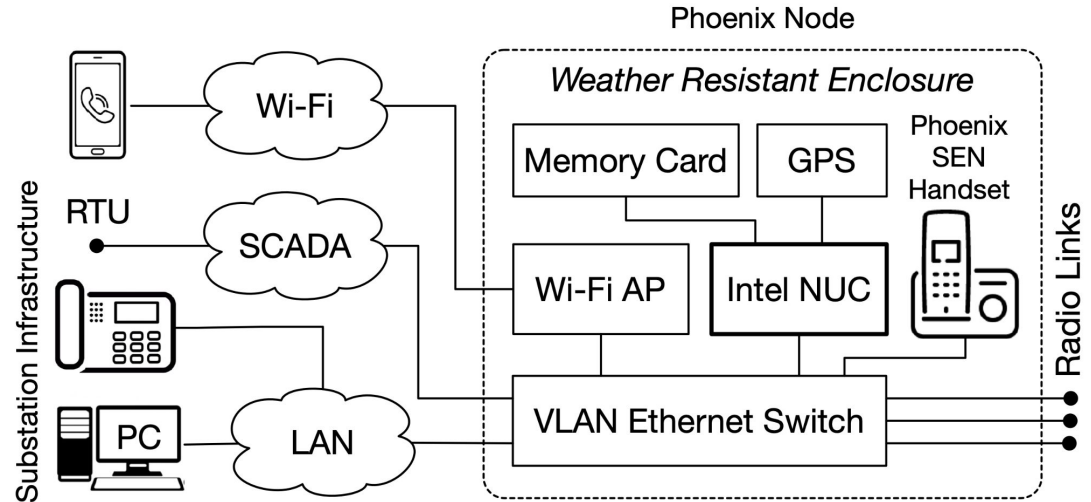 Phoenix Node
Weather Resistant Enclosure
Wi-Fi
Memory Card
GPS
Phoenix
SEN
Handset
Substation Infrastructure
RTU
SCADA
Wi-Fi AP
Intel NUC
Radio Links
PC
LAN
VLAN Ethernet Switch